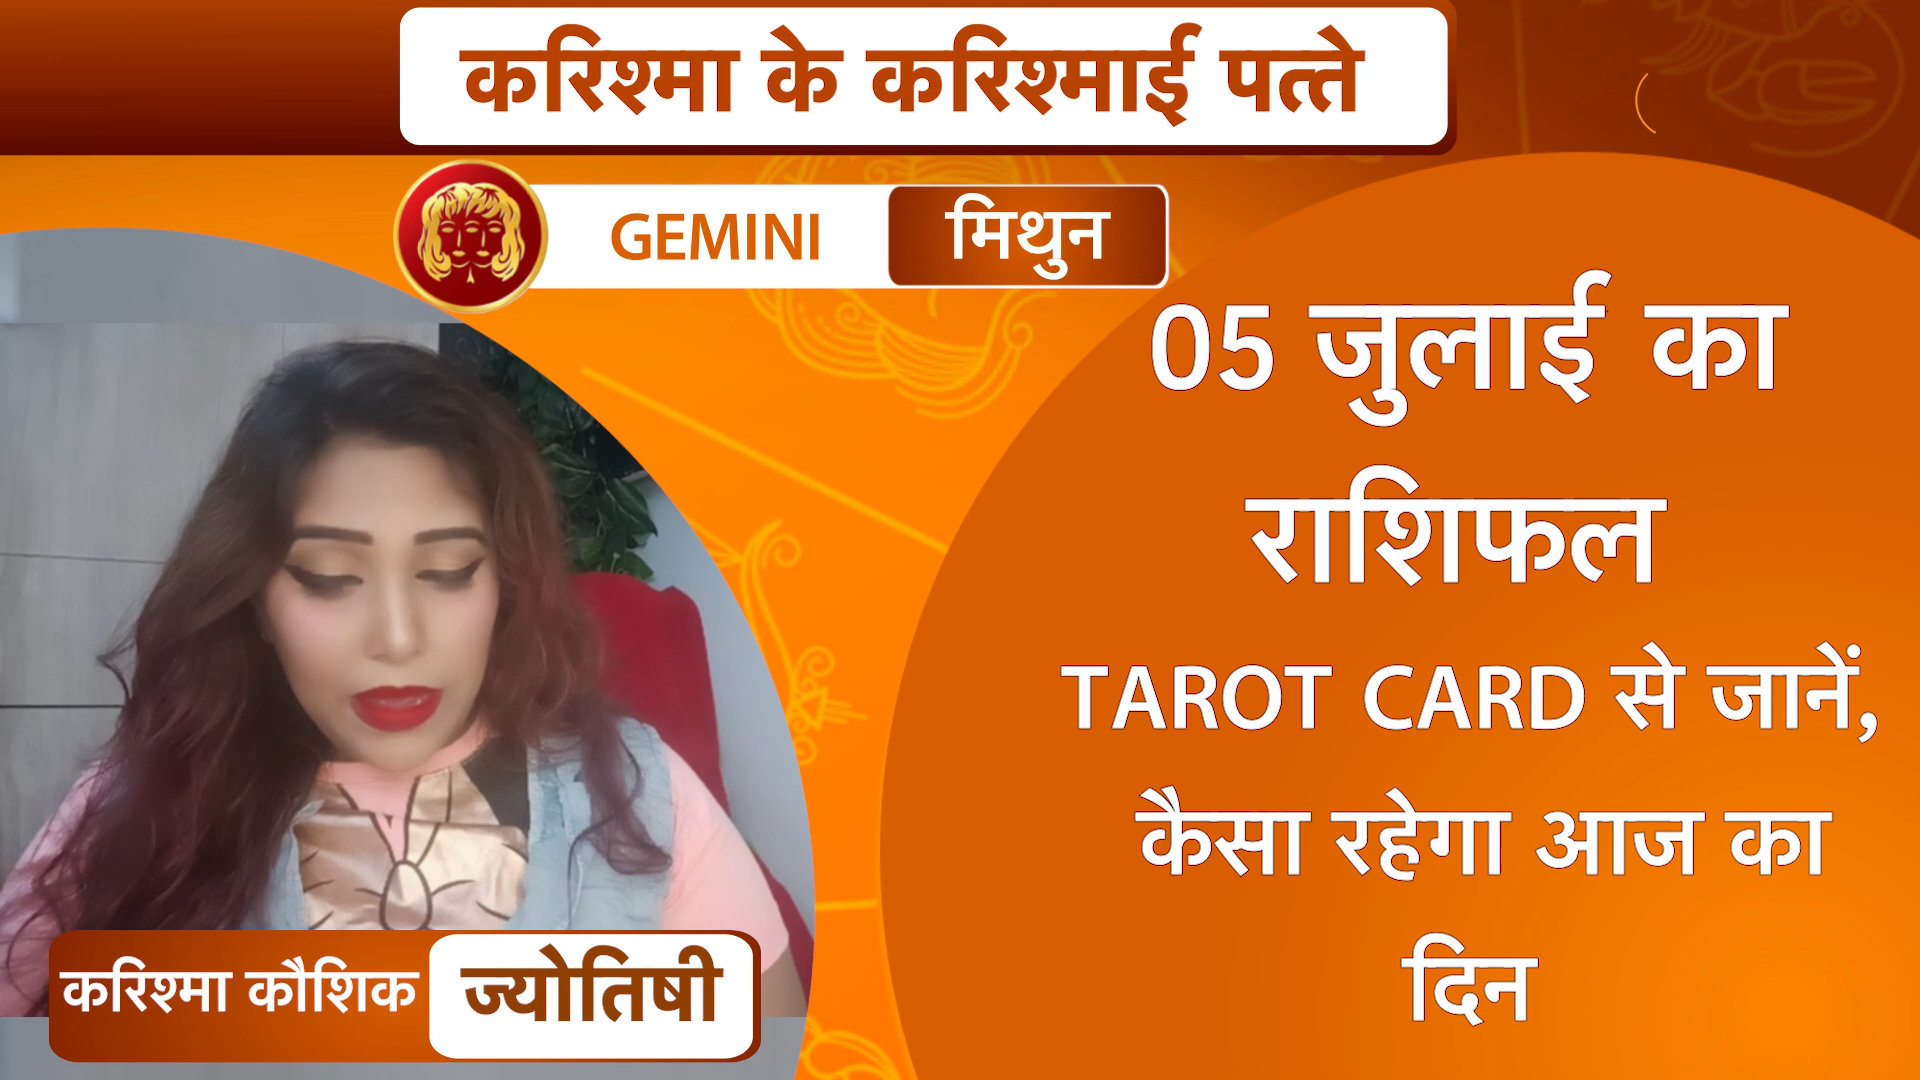 करिश्मा के करिश्माई पत्ते
GEMINI मिथुन
05 जुलाई का
राशिफल
TAROT CARD से जानें,
कैसा रहेगा आज का
दिन
करिश्मा कौशिक ज्योतिषी